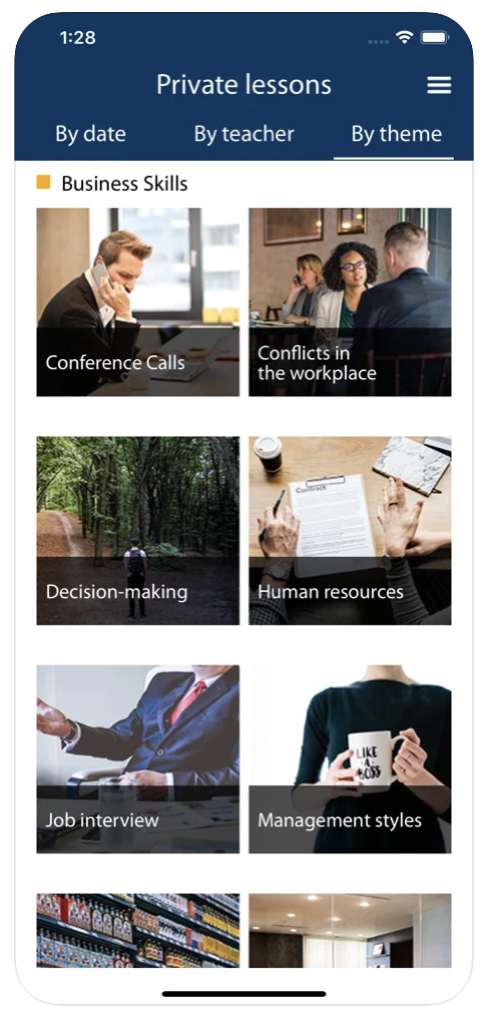 1:28
Private lessons
By date
By teacher
By theme
Business Skills
Conference Calls
Conflicts in
the workplace
Decision-making
Contract
Human resources
Job interview
LIKE
A
BOSS
Management styles